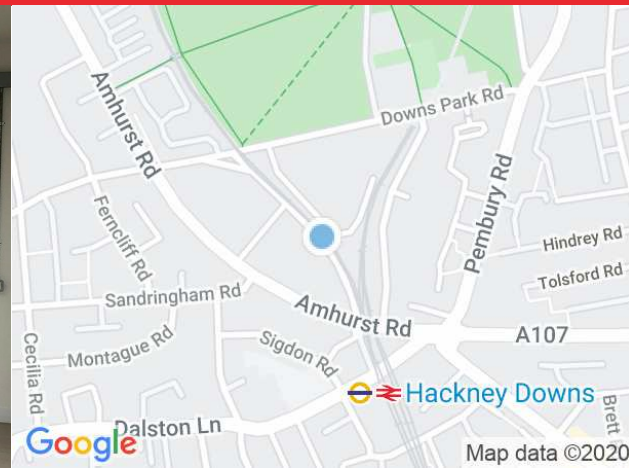 Amhurst Rd
Downs Park Rd
Pembury Rd
Ferncliff Rd
Hindrey Rd
Tolsford Rd
Sandringham Rd
Amhurst Rd
A107
Cecilia Rd
Montague Rd
Sigdon Rd
Hackney Downs
Brett
Dalston Ln
Google
Map data ©2020